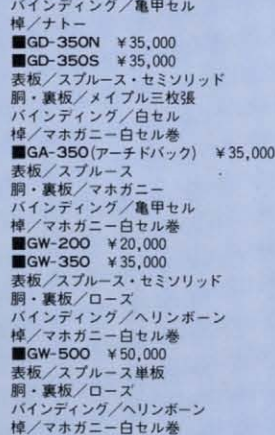 バインディング／亀甲セル
棹／ナトー
■GD-350N ￥35,000
■GD-350S ￥35,000
表板／スプルース・セミソリッド
胴・裏板／メイプル三枚張
バインディング／白セル
棹／マホガニー白セル巻
■GA-350(アーチドバック) ￥35,000
表板／スプルース
胴・裏板／マホガニー
バインディング／亀甲セル
棹／マホガニー白セル巻
■GW-200 ￥20,000
■GW-350 ￥35,000
表板／スプルース・セミソリッド
胴・裏板／ローズ
バインディング／ヘリンボーン
棹／マホガニー白セル巻
■GW-500 ￥50,000
表板／スプルース単板
胴・裏板／ローズ
バインディング／ヘリンボーン
棹／マホガニー白セル巻